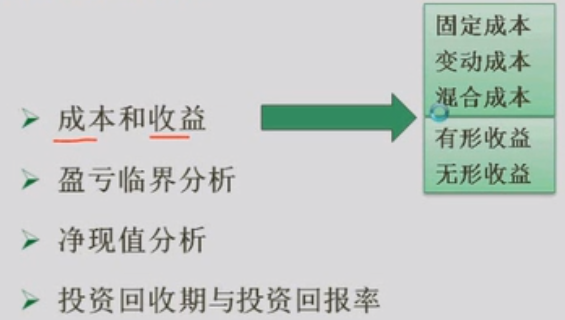 固定成本
变动成本
混合成本
成本和收益
有形收益
无形收益
盈亏临界分析
净现值分析
投资回收期与投资回报率